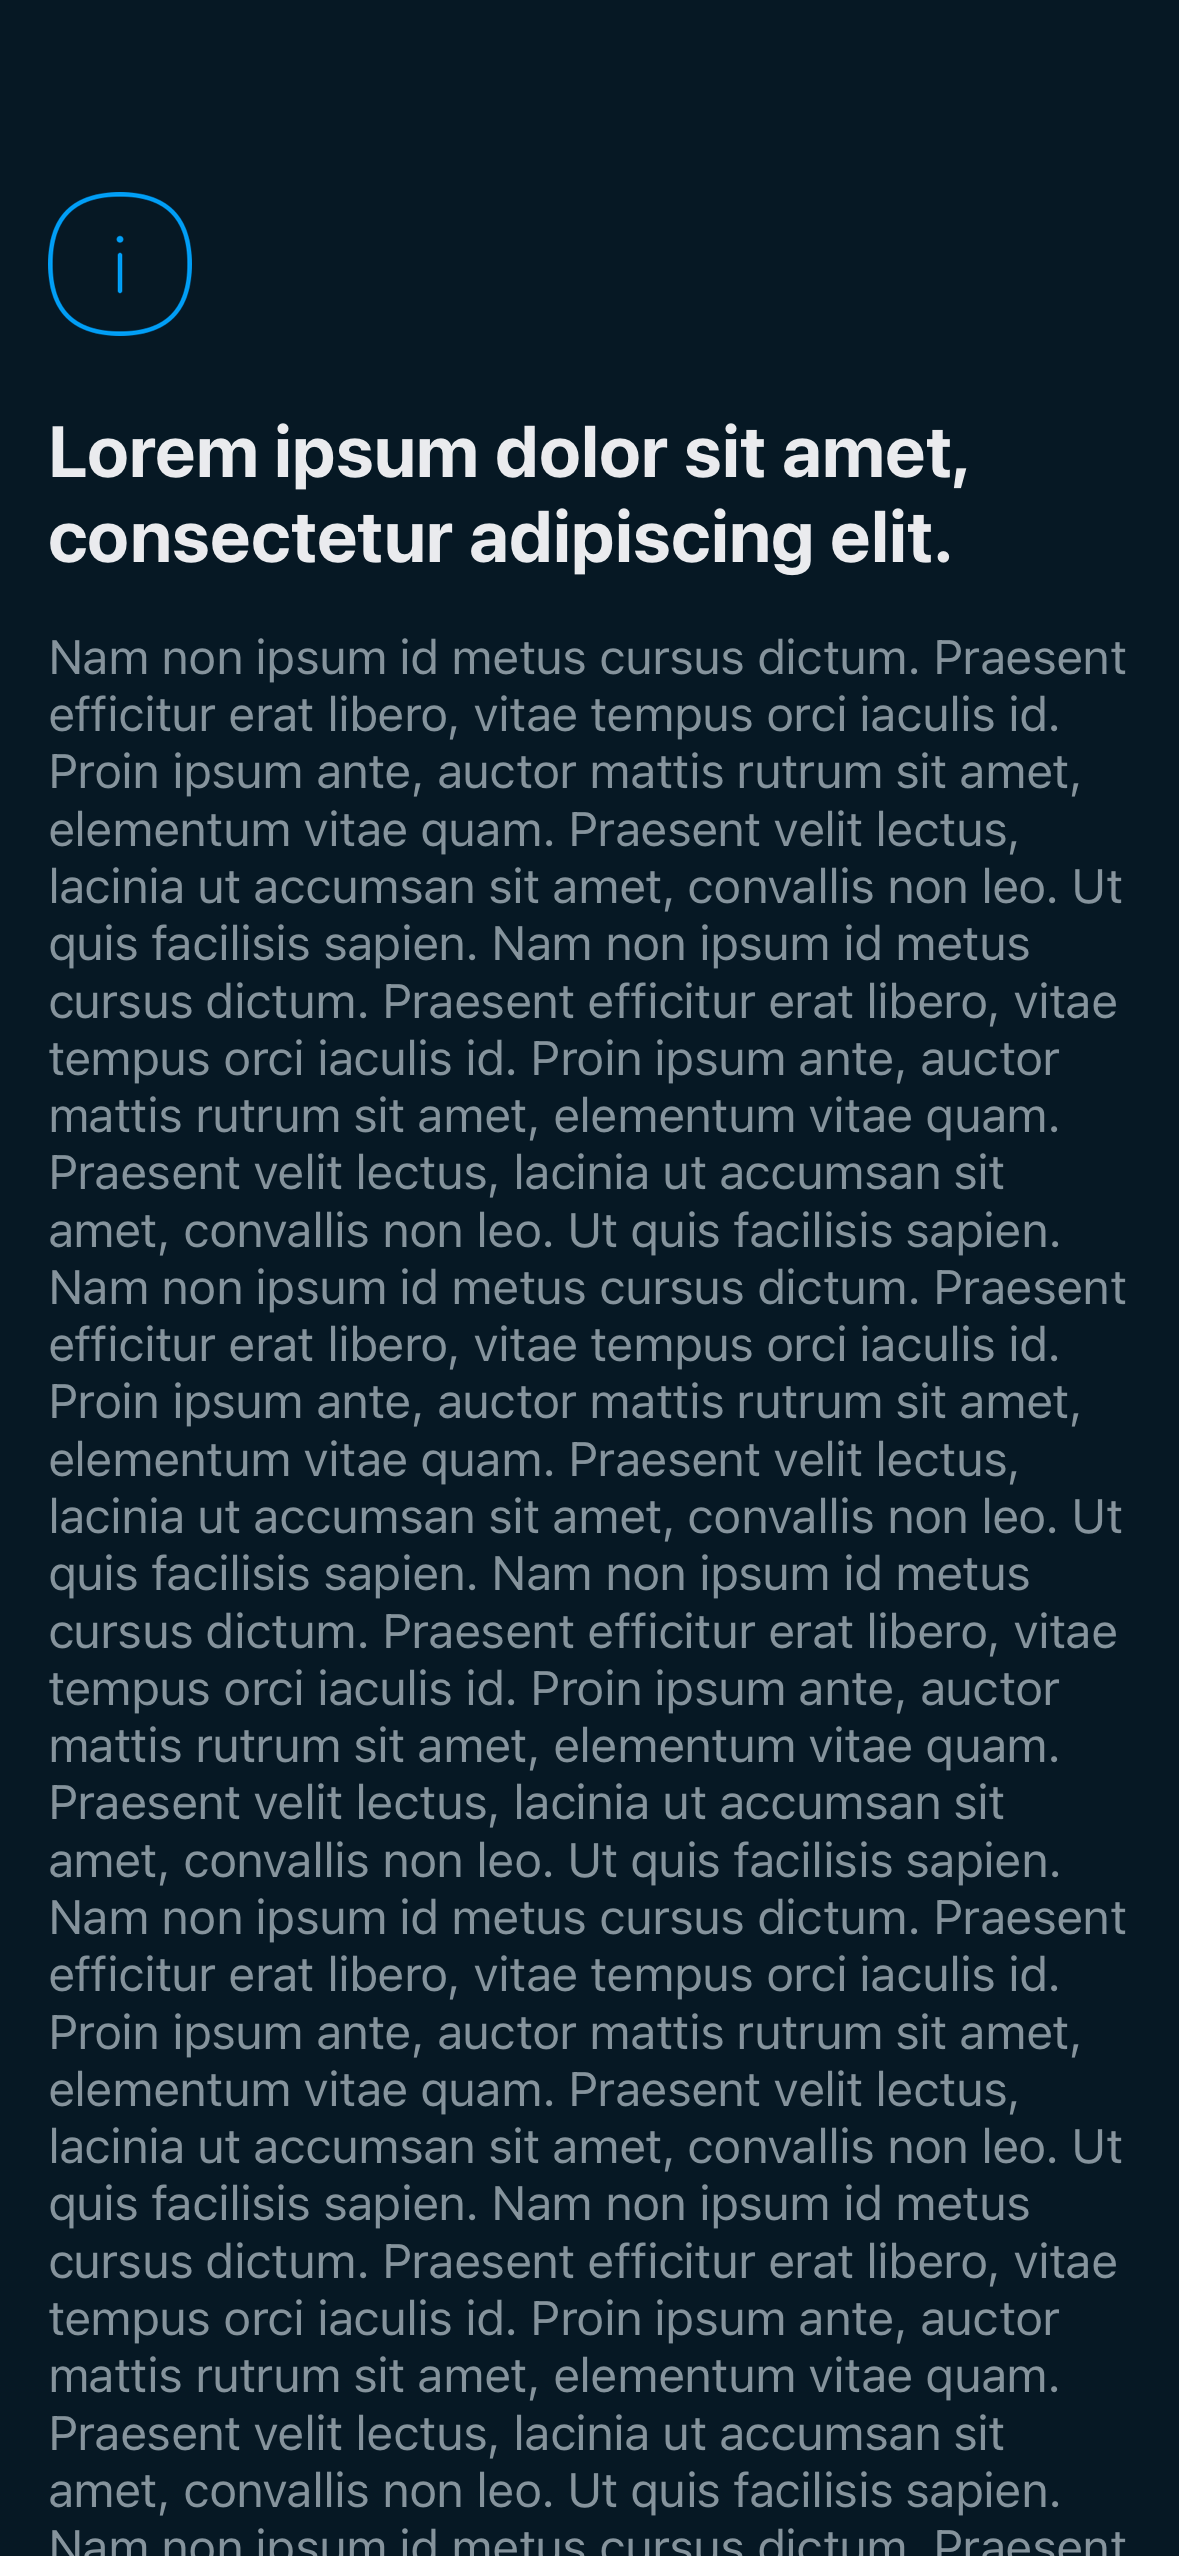 Lorem ipsum dolor sit amet,
consectetur adipiscing elit.
Nam non ipsum id metus cursus dictum. Praesent
efficitur erat libero, vitae tempus orci iaculis id.
Proin ipsum ante, auctor mattis rutrum sit amet,
elementum vitae quam. Praesent velit lectus,
lacinia ut accumsan sit amet, convallis non leo. Ut
quis facilisis sapien. Nam non ipsum id metus
cursus dictum. Praesent efficitur erat libero, vitae
tempus orci iaculis id. Proin ipsum ante, auctor
mattis rutrum sit amet, elementum vitae quam.
Praesent velit lectus, lacinia ut accumsan sit
amet, convallis non leo. Ut quis facilisis sapien.
Nam non ipsum id metus cursus dictum. Praesent
efficitur erat libero, vitae tempus orci iaculis id.
Proin ipsum ante, auctor mattis rutrum sit amet,
elementum vitae quam. Praesent velit lectus,
lacinia ut accumsan sit amet, convallis non leo. Ut
quis facilisis sapien. Nam non ipsum id metus
cursus dictum. Praesent efficitur erat libero, vitae
tempus orci iaculis id. Proin ipsum ante, auctor
mattis rutrum sit amet, elementum vitae quam.
Praesent velit lectus, lacinia ut accumsan sit
amet, convallis non leo. Ut quis facilisis sapien.
Nam non ipsum id metus cursus dictum. Praesent
efficitur erat libero, vitae tempus orci iaculis id.
Proin ipsum ante, auctor mattis rutrum sit amet,
elementum vitae quam. Praesent velit lectus,
lacinia ut accumsan sit amet, convallis non leo. Ut
quis facilisis sapien. Nam non ipsum id metus
cursus dictum. Praesent efficitur erat libero, vitae
tempus orci iaculis id. Proin ipsum ante, auctor
mattis rutrum sit amet, elementum vitae quam.
Praesent velit lectus, lacinia ut accumsan sit
amet, convallis non leo. Ut quis facilisis sapien.
Nam non ipsum id metus cursus dictum. Praesent